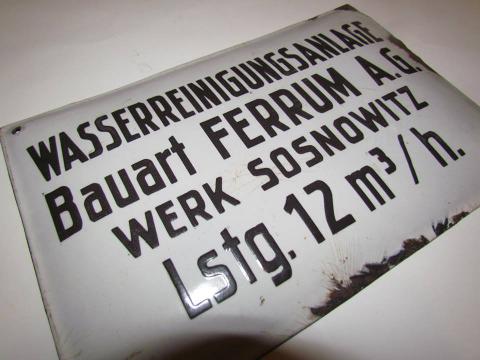 WASSERREINIGUNGSANLAGE
Bauart FERRUM A.G.
WERK SOSNOWITZ
Lstg. 12 m³/h.